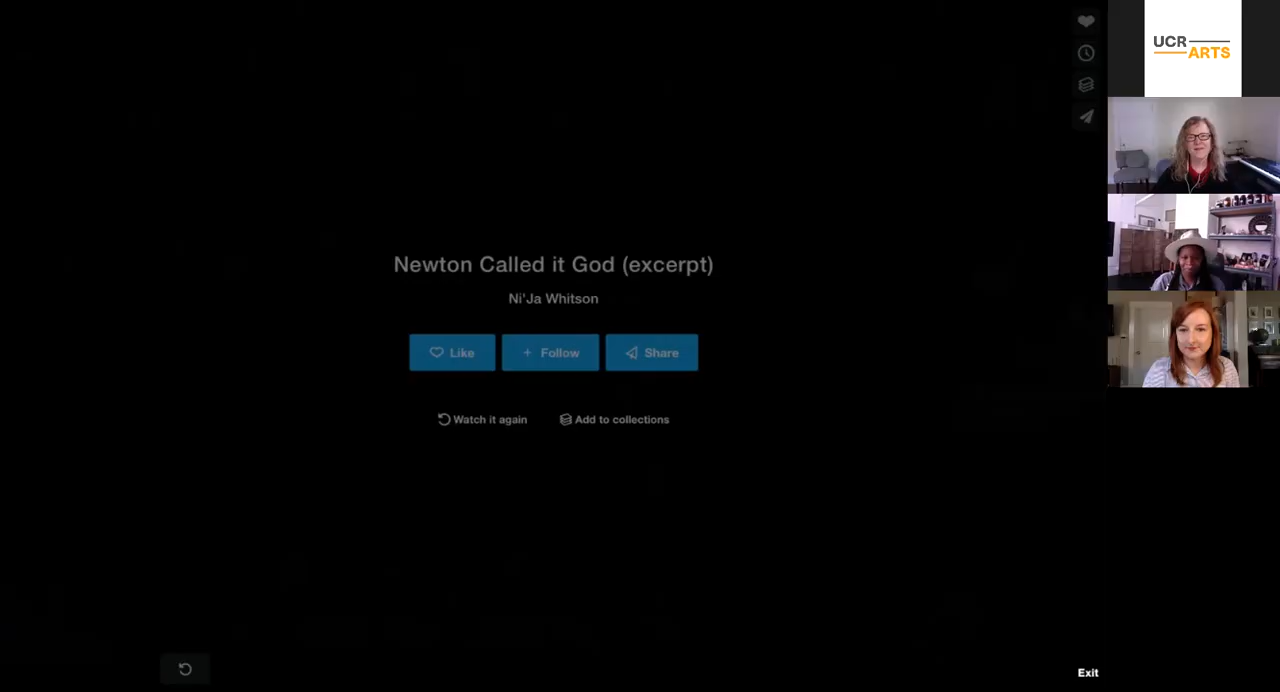 UCR
ARTS
Newton Called it God (excerpt)
Ni'Ja Whitson
Like
+ Follow
Share
Watch it again
Add to collections
Exit